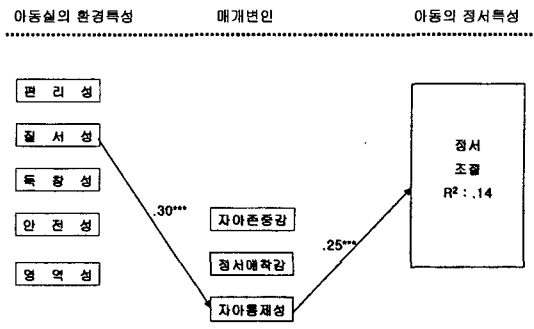 아동실의 환경특성 매개변인 아동의 정서특성
편 리 성
질 서 성
독 창 성
안 전 성
영 역 성
.30***
자아존중감
정서애착감
자아통제성
.25***
정서
조절
R² : .14